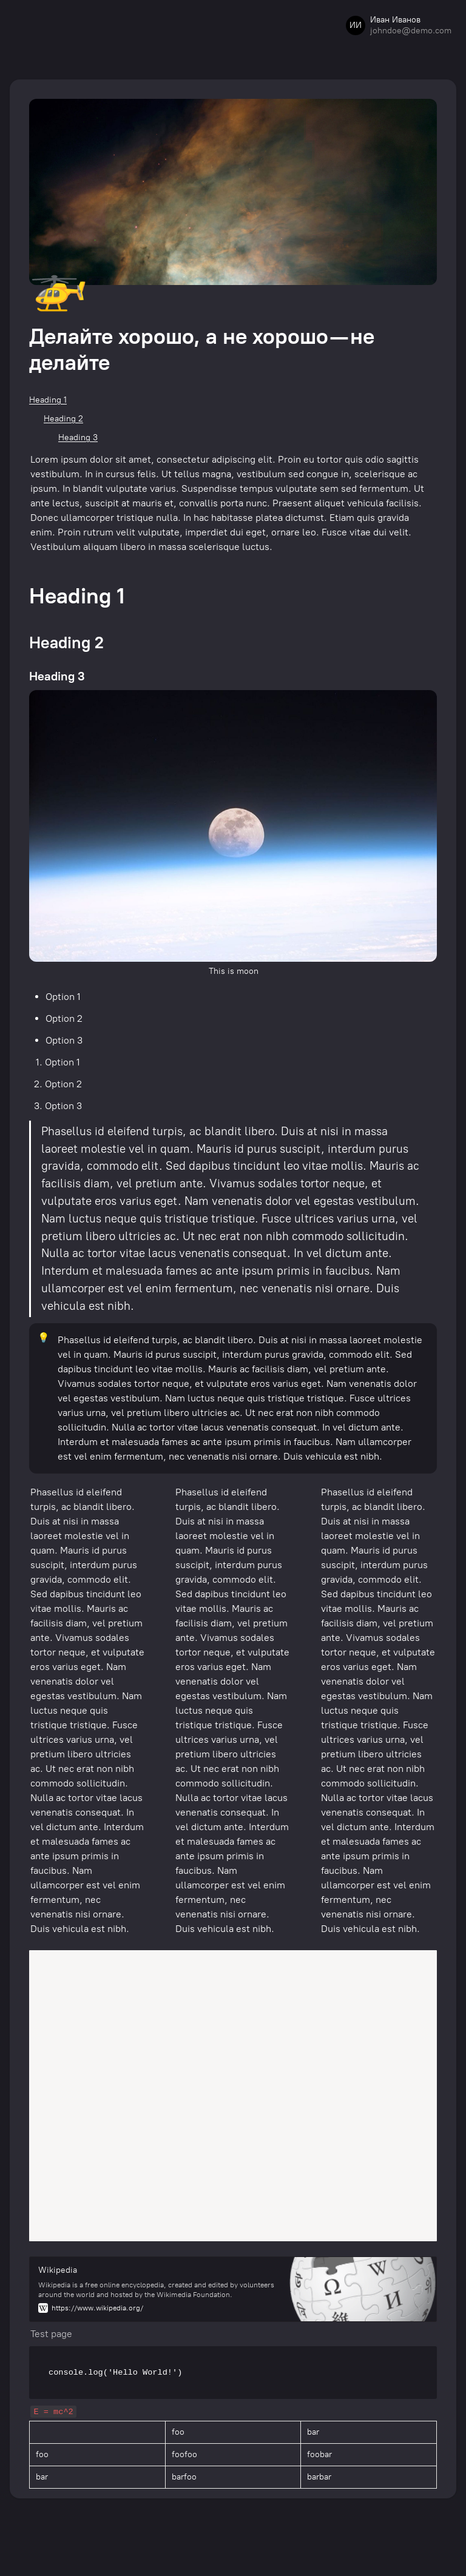 ИИ
Иван Иванов
johndoe@demo.com
Делайте хорошо, а не хорошо — не
делайте
Heading 1
Heading 2
Heading 3
Lorem ipsum dolor sit amet, consectetur adipiscing elit. Proin eu tortor quis odio sagittis
vestibulum. In in cursus felis. Ut tellus magna, vestibulum sed congue in, scelerisque ac
ipsum. In blandit vulputate varius. Suspendisse tempus vulputate sem sed fermentum. Ut
ante lectus, suscipit at mauris et, convallis porta nunc. Praesent aliquet vehicula facilisis.
Donec ullamcorper tristique nulla. In hac habitasse platea dictumst. Etiam quis gravida
enim. Proin rutrum velit vulputate, imperdiet dui eget, ornare leo. Fusce vitae dui velit.
Vestibulum aliquam libero in massa scelerisque luctus.
Heading 1
Heading 2
Heading 3
This is moon
• Option 1
• Option 2
• Option 3
1. Option 1
2. Option 2
3. Option 3
Phasellus id eleifend turpis, ac blandit libero. Duis at nisi in massa
laoreet molestie vel in quam. Mauris id purus suscipit, interdum purus
gravida, commodo elit. Sed dapibus tincidunt leo vitae mollis. Mauris ac
facilisis diam, vel pretium ante. Vivamus sodales tortor neque, et
vulputate eros varius eget. Nam venenatis dolor vel egestas vestibulum.
Nam luctus neque quis tristique tristique. Fusce ultrices varius urna, vel
pretium libero ultricies ac. Ut nec erat non nibh commodo sollicitudin.
Nulla ac tortor vitae lacus venenatis consequat. In vel dictum ante.
Interdum et malesuada fames ac ante ipsum primis in faucibus. Nam
ullamcorper est vel enim fermentum, nec venenatis nisi ornare. Duis
vehicula est nibh.
Phasellus id eleifend turpis, ac blandit libero. Duis at nisi in massa laoreet molestie
vel in quam. Mauris id purus suscipit, interdum purus gravida, commodo elit. Sed
dapibus tincidunt leo vitae mollis. Mauris ac facilisis diam, vel pretium ante.
Vivamus sodales tortor neque, et vulputate eros varius eget. Nam venenatis dolor
vel egestas vestibulum. Nam luctus neque quis tristique tristique. Fusce ultrices
varius urna, vel pretium libero ultricies ac. Ut nec erat non nibh commodo
sollicitudin. Nulla ac tortor vitae lacus venenatis consequat. In vel dictum ante.
Interdum et malesuada fames ac ante ipsum primis in faucibus. Nam ullamcorper
est vel enim fermentum, nec venenatis nisi ornare. Duis vehicula est nibh.
Phasellus id eleifend
turpis, ac blandit libero.
Duis at nisi in massa
laoreet molestie vel in
quam. Mauris id purus
suscipit, interdum purus
gravida, commodo elit.
Sed dapibus tincidunt leo
vitae mollis. Mauris ac
facilisis diam, vel pretium
ante. Vivamus sodales
tortor neque, et vulputate
eros varius eget. Nam
venenatis dolor vel
egestas vestibulum. Nam
luctus neque quis
tristique tristique. Fusce
ultrices varius urna, vel
pretium libero ultricies
ac. Ut nec erat non nibh
commodo sollicitudin.
Nulla ac tortor vitae lacus
venenatis consequat. In
vel dictum ante. Interdum
et malesuada fames ac
ante ipsum primis in
faucibus. Nam
ullamcorper est vel enim
fermentum, nec
venenatis nisi ornare.
Duis vehicula est nibh.
Phasellus id eleifend
turpis, ac blandit libero.
Duis at nisi in massa
laoreet molestie vel in
quam. Mauris id purus
suscipit, interdum purus
gravida, commodo elit.
Sed dapibus tincidunt leo
vitae mollis. Mauris ac
facilisis diam, vel pretium
ante. Vivamus sodales
tortor neque, et vulputate
eros varius eget. Nam
venenatis dolor vel
egestas vestibulum. Nam
luctus neque quis
tristique tristique. Fusce
ultrices varius urna, vel
pretium libero ultricies
ac. Ut nec erat non nibh
commodo sollicitudin.
Nulla ac tortor vitae lacus
venenatis consequat. In
vel dictum ante. Interdum
et malesuada fames ac
ante ipsum primis in
faucibus. Nam
ullamcorper est vel enim
fermentum, nec
venenatis nisi ornare.
Duis vehicula est nibh.
Phasellus id eleifend
turpis, ac blandit libero.
Duis at nisi in massa
laoreet molestie vel in
quam. Mauris id purus
suscipit, interdum purus
gravida, commodo elit.
Sed dapibus tincidunt leo
vitae mollis. Mauris ac
facilisis diam, vel pretium
ante. Vivamus sodales
tortor neque, et vulputate
eros varius eget. Nam
venenatis dolor vel
egestas vestibulum. Nam
luctus neque quis
tristique tristique. Fusce
ultrices varius urna, vel
pretium libero ultricies
ac. Ut nec erat non nibh
commodo sollicitudin.
Nulla ac tortor vitae lacus
venenatis consequat. In
vel dictum ante. Interdum
et malesuada fames ac
ante ipsum primis in
faucibus. Nam
ullamcorper est vel enim
fermentum, nec
venenatis nisi ornare.
Duis vehicula est nibh.
Wikipedia
Wikipedia is a free online encyclopedia, created and edited by volunteers
around the world and hosted by the Wikimedia Foundation.
W https://www.wikipedia.org/
Ω W И 維
Test page
console.log('Hello World!')
E = mc^2
foo bar
foo foofoo foobar
bar barfoo barbar